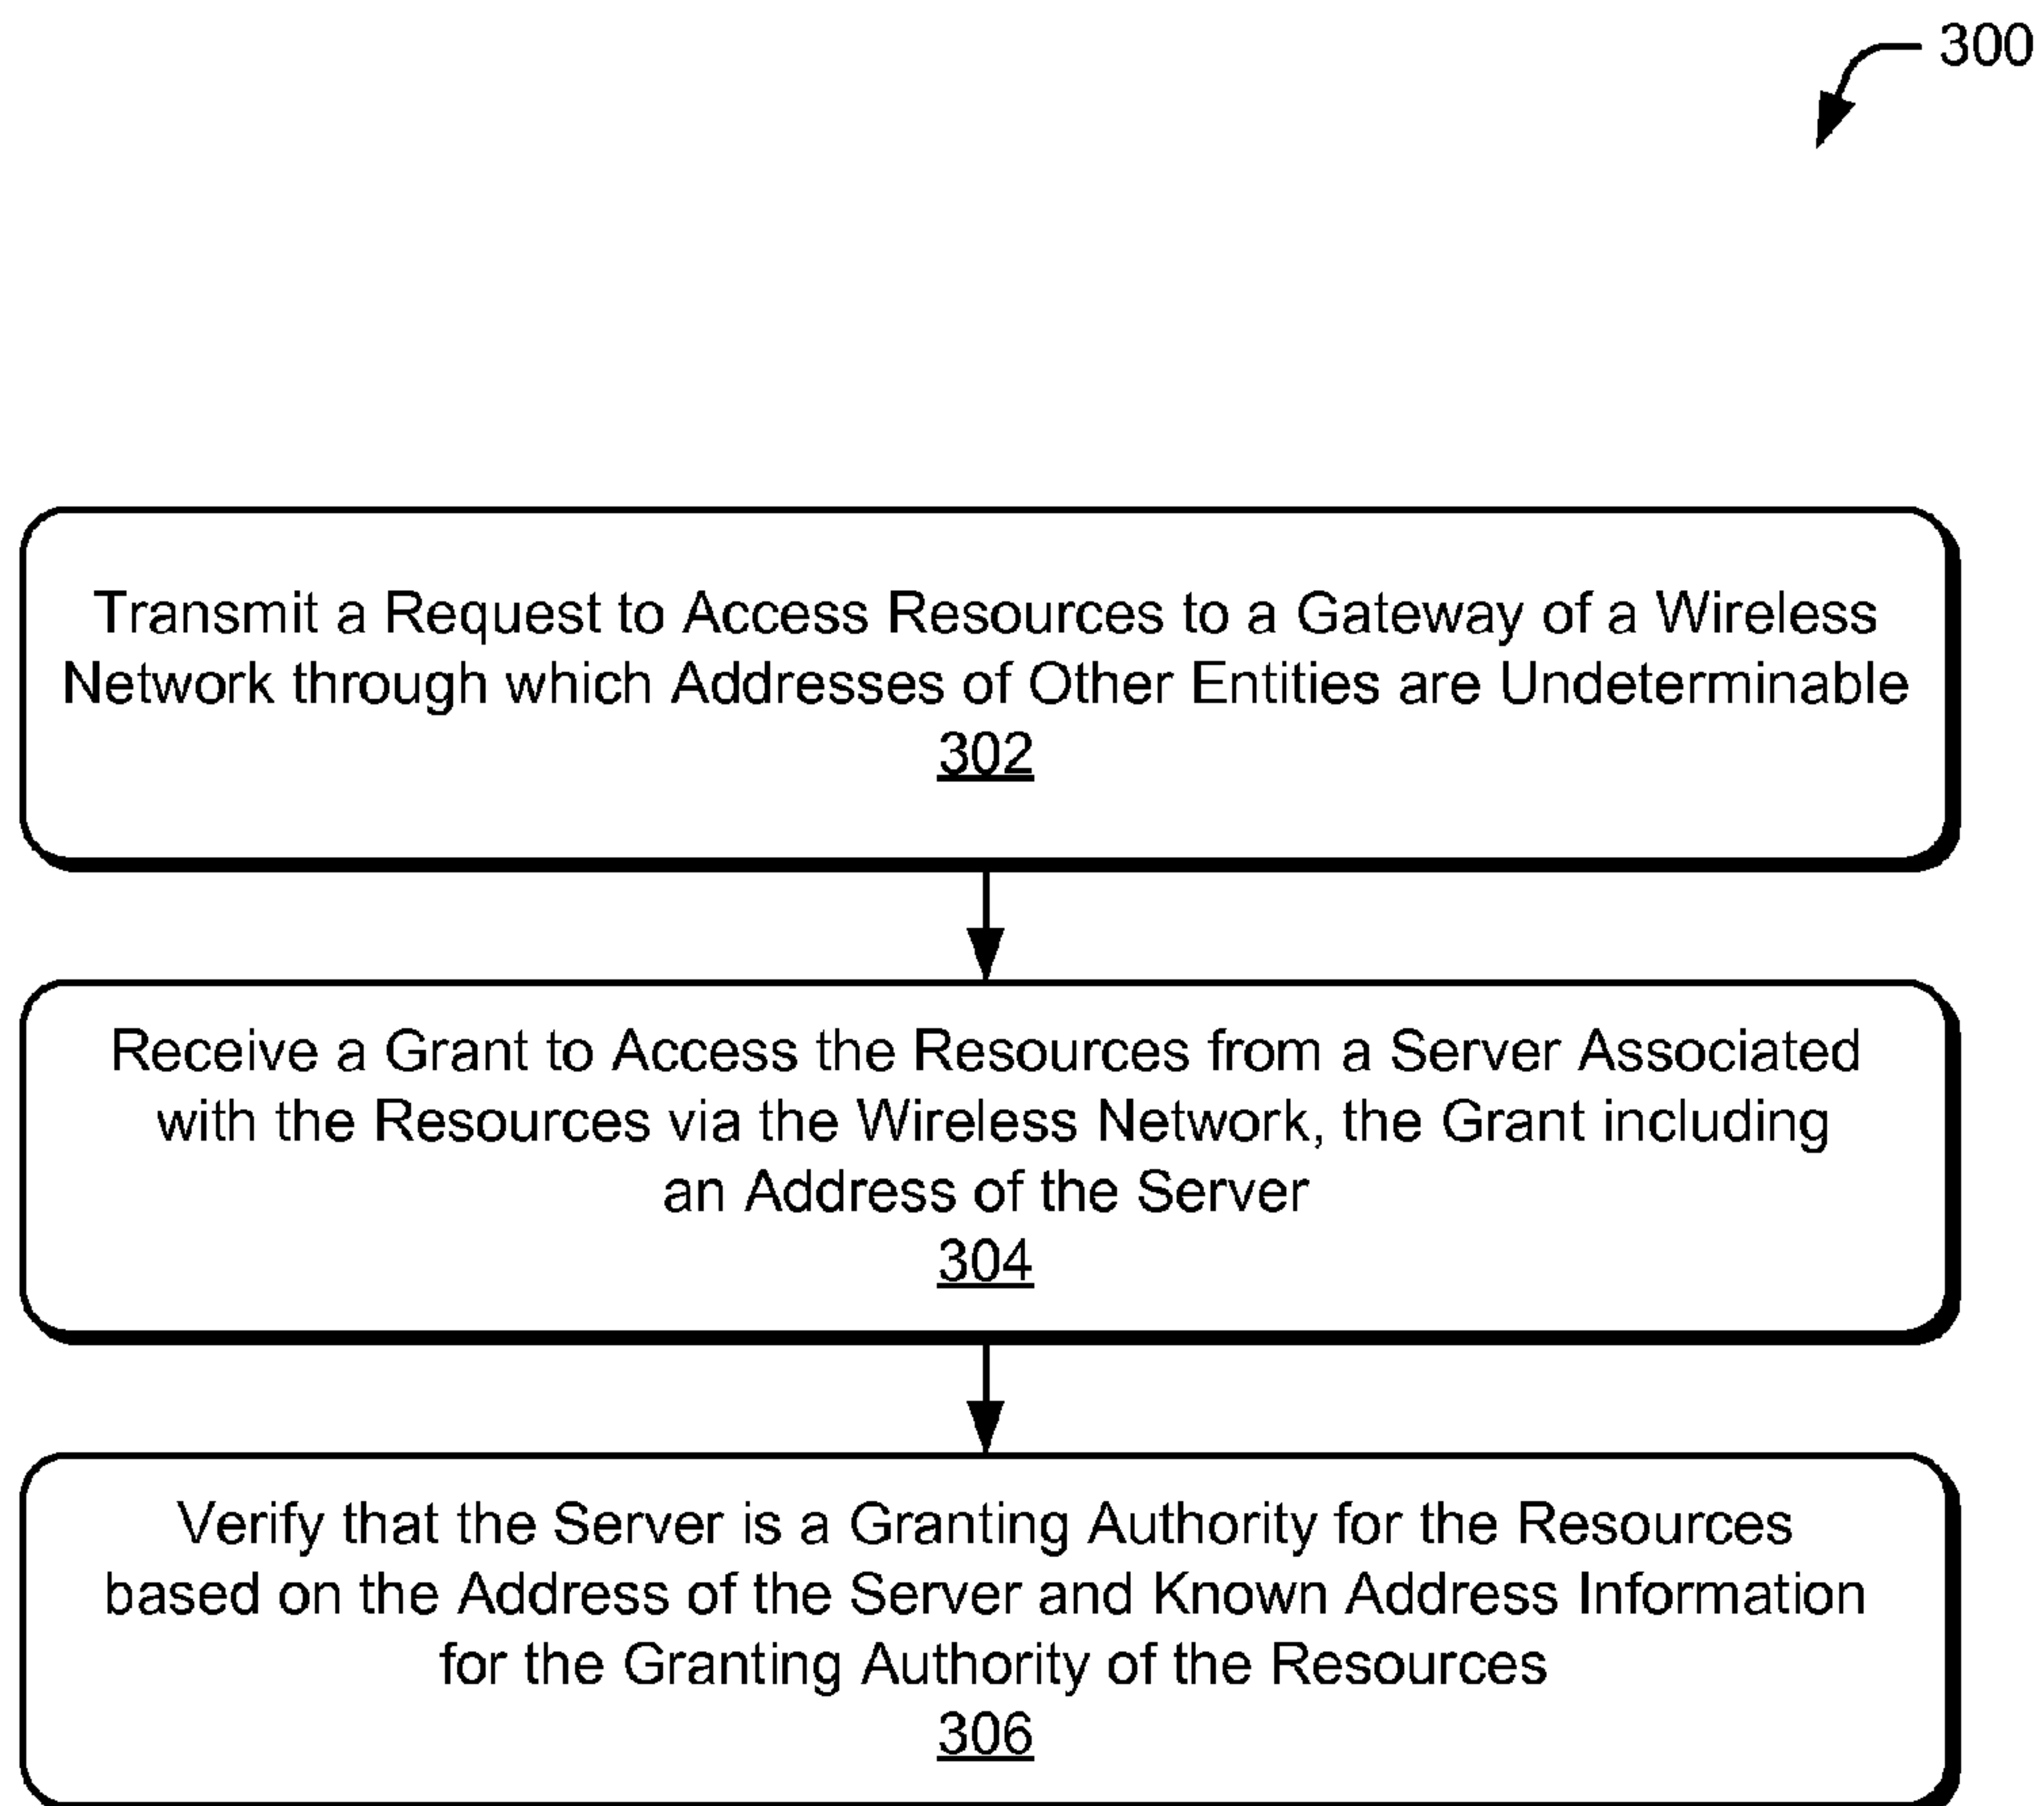 300
Transmit a Request to Access Resources to a Gateway of a Wireless
Network through which Addresses of Other Entities are Undeterminable
302
Receive a Grant to Access the Resources from a Server Associated
with the Resources via the Wireless Network, the Grant including
an Address of the Server
304
Verify that the Server is a Granting Authority for the Resources
based on the Address of the Server and Known Address Information
for the Granting Authority of the Resources
306